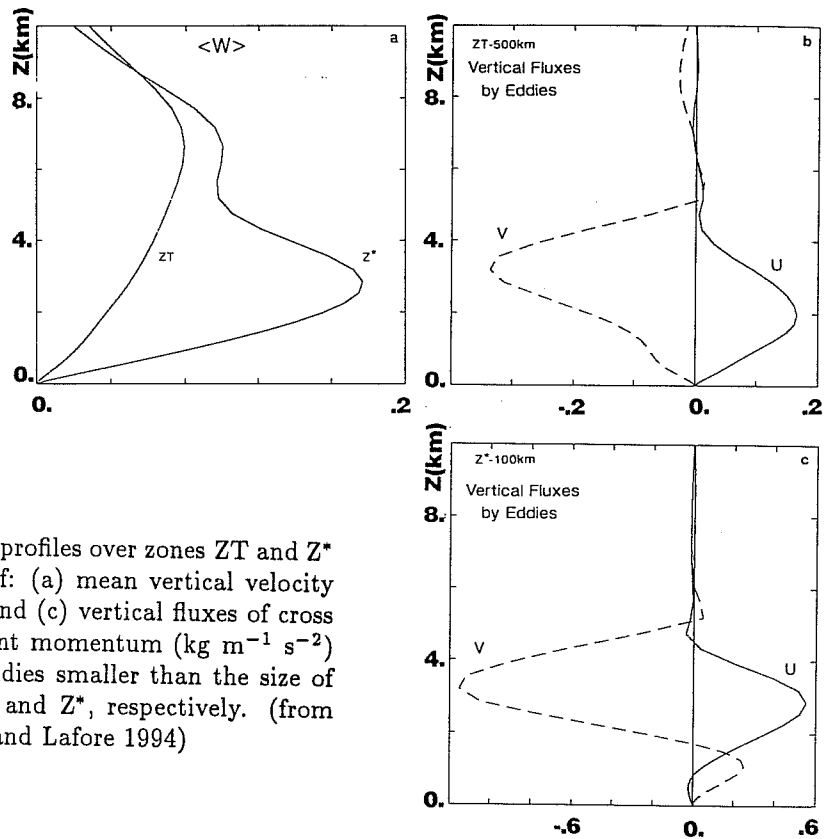 Z(km)
8.
4.
0.
<W>
a
ZT
Z*
0.
.2
Z(km)
8.
4.
0.
ZT-500km
Vertical Fluxes
by Eddies
b
V
U
-.2
0.
.2
Z(km)
8.
4.
0.
Z*-100km
Vertical Fluxes
by Eddies
c
V
U
-.6
0.
.6
profiles over zones ZT and Z*
f: (a) mean vertical velocity
nd (c) vertical fluxes of cross
nt momentum (kg m⁻¹ s⁻²)
dies smaller than the size of
and Z*, respectively. (from
nd Lafore 1994)